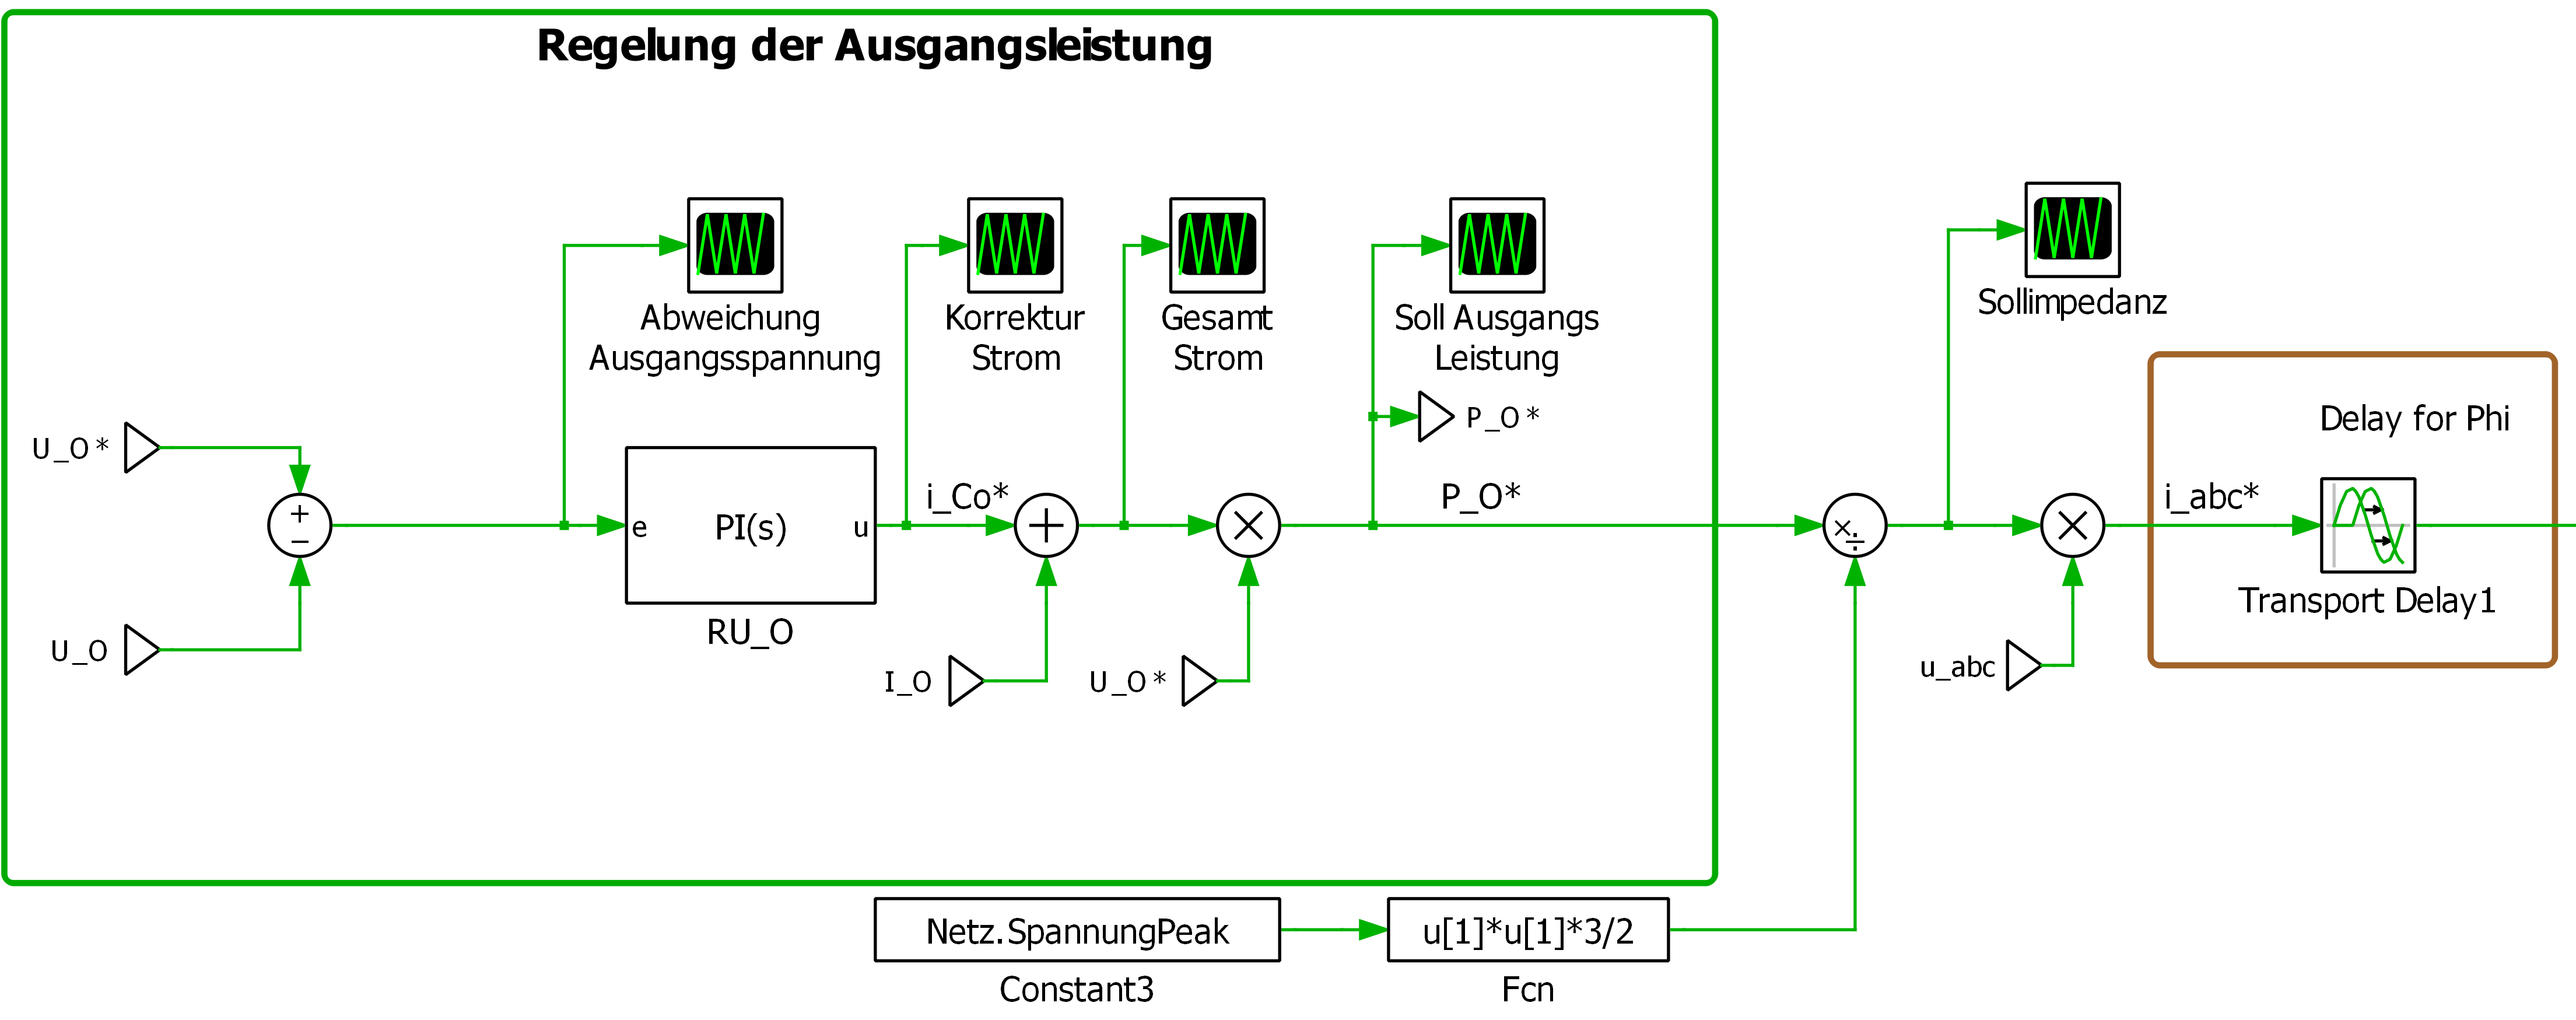 Regelung der Ausgangsleistung
Abweichung
Ausgangsspannung
Korrektur
Strom
Gesamt
Strom
Soll Ausgangs
Leistung
Sollimpedanz
P_O*
Delay for Phi
U_O*
+
−
e
PI(s)
u
i_Co*
P_O*
×
÷
i_abc*
Transport Delay1
RU_O
U_O
I_O
U_O*
u_abc
Netz.SpannungPeak
u[1]*u[1]*3/2
Constant3
Fcn